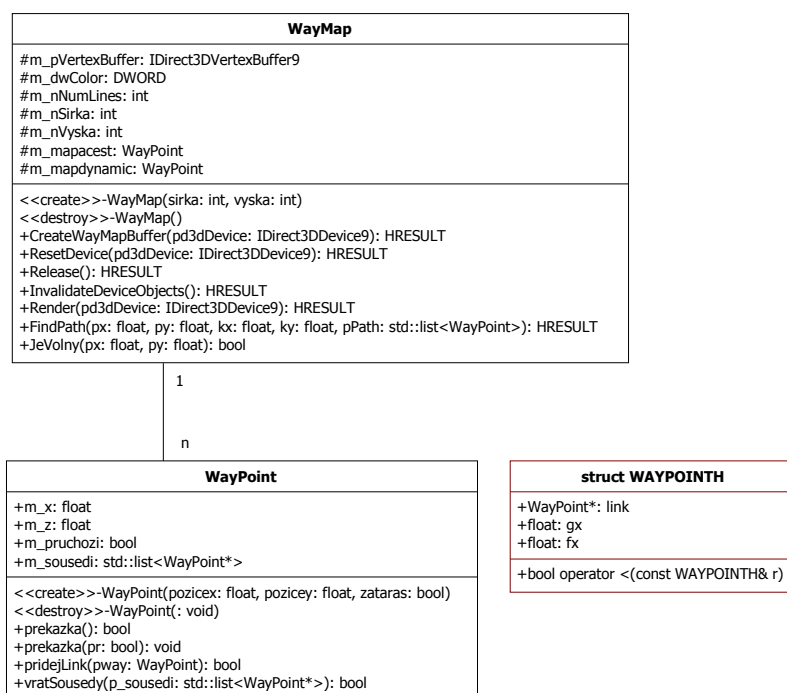 WayMap
#m_pVertexBuffer: IDirect3DVertexBuffer9
#m_dwColor: DWORD
#m_nNumLines: int
#m_nSirka: int
#m_nVyska: int
#m_mapacest: WayPoint
#m_mapdynamic: WayPoint
<<create>>-WayMap(sirka: int, vyska: int)
<<destroy>>-WayMap()
+CreateWayMapBuffer(pd3dDevice: IDirect3DDevice9): HRESULT
+ResetDevice(pd3dDevice: IDirect3DDevice9): HRESULT
+Release(): HRESULT
+InvalidateDeviceObjects(): HRESULT
+Render(pd3dDevice: IDirect3DDevice9): HRESULT
+FindPath(px: float, py: float, kx: float, ky: float, pPath: std::list<WayPoint>): HRESULT
+JeVolny(px: float, py: float): bool
1
n
WayPoint
+m_x: float
+m_z: float
+m_pruchozi: bool
+m_sousedi: std::list<WayPoint*>
<<create>>-WayPoint(pozicex: float, pozicey: float, zataras: bool)
<<destroy>>-WayPoint(: void)
+prekazka(): bool
+prekazka(pr: bool): void
+pridejLink(pway: WayPoint): bool
+vratSousedy(p_sousedi: std::list<WayPoint*>): bool
struct WAYPOINTH
+WayPoint*: link
+float: gx
+float: fx
+bool operator <(const WAYPOINTH& r)